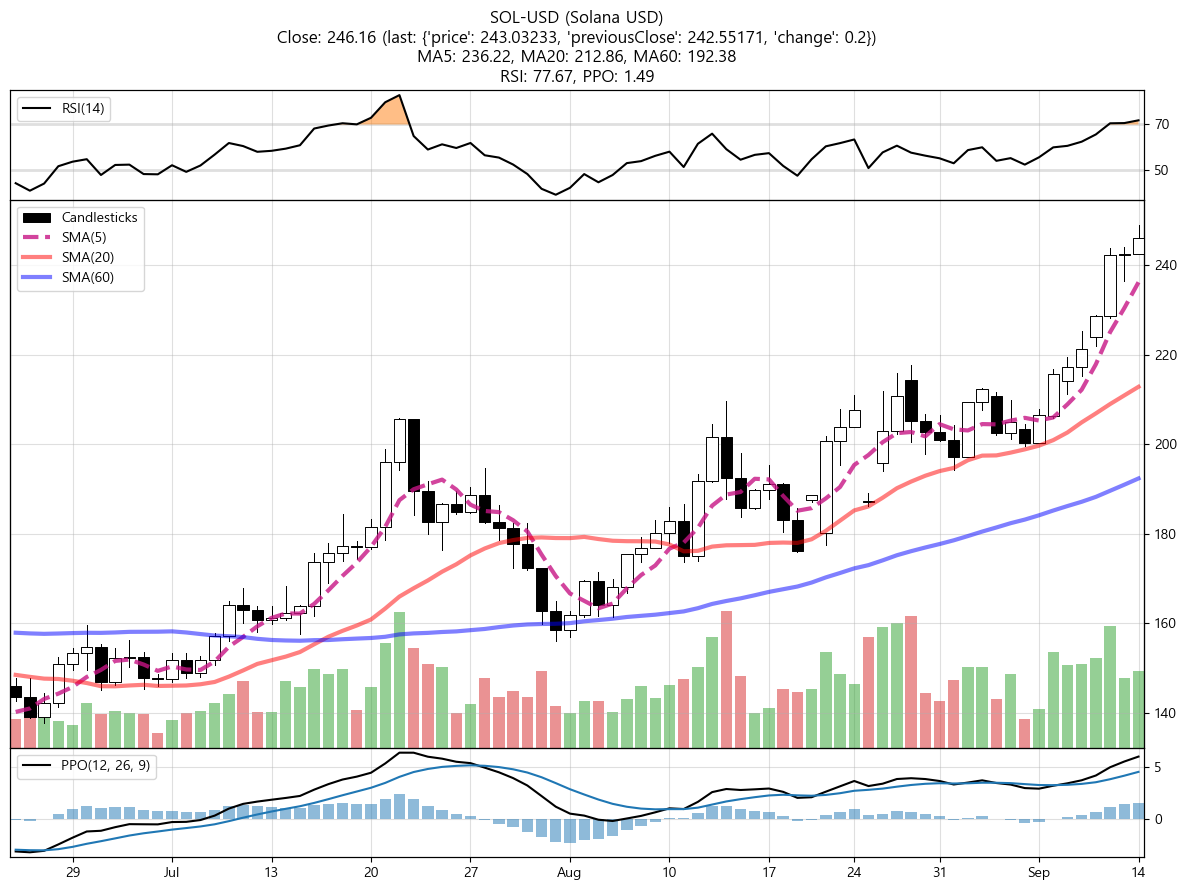 SOL-USD (Solana USD)
Close: 246.16 (last: {'price': 243.03233, 'previousClose': 242.55171, 'change': 0.2})
MA5: 236.22, MA20: 212.86, MA60: 192.38
RSI: 77.67, PPO: 1.49
RSI(14)
70
50
Candlesticks
SMA(5)
SMA(20)
SMA(60)
240
220
200
180
160
140
PPO(12, 26, 9)
5
0
29 Jul 13 20 27 Aug 10 17 24 31 Sep 14